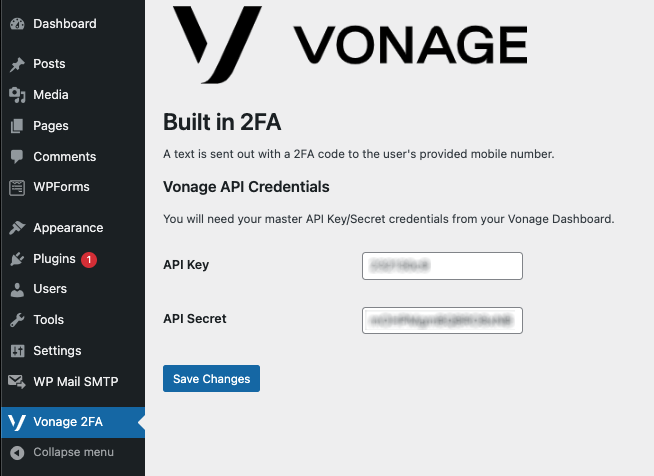 Dashboard
Posts
Media
Pages
Comments
WPForms
Appearance
Plugins 1
Users
Tools
Settings
WP Mail SMTP
Vonage 2FA
Collapse menu
VONAGE
Built in 2FA
A text is sent out with a 2FA code to the user's provided mobile number.
Vonage API Credentials
You will need your master API Key/Secret credentials from your Vonage Dashboard.
API Key
API Secret
Save Changes